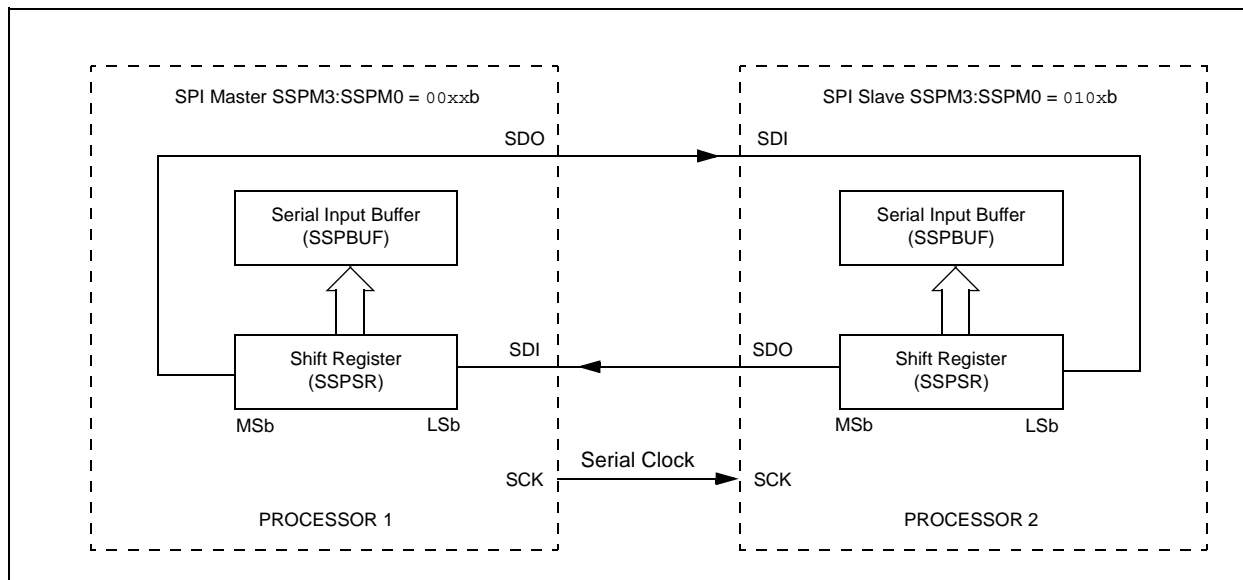 SPI Master SSPM3:SSPM0 = 00xxb
SDO
Serial Input Buffer
(SSPBUF)
Shift Register
(SSPSR)
MSb
LSb
SDI
SCK
PROCESSOR 1
Serial Clock
SPI Slave SSPM3:SSPM0 = 010xb
SDI
Serial Input Buffer
(SSPBUF)
SDO
Shift Register
(SSPSR)
MSb
LSb
SCK
PROCESSOR 2